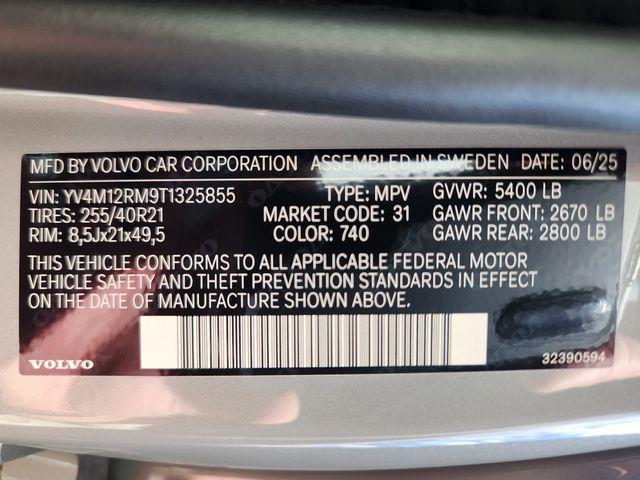 MFD BY VOLVO CAR CORPORATION ASSEMBLED IN SWEDEN DATE: 06/25
VIN: YV4M12RM9T1325855 TYPE: MPV GVWR: 5400 LB
TIRES: 255/40R21 MARKET CODE: 31 GAWR FRONT: 2670 LB
RIM: 8,5Jx21x49,5 COLOR: 740 GAWR REAR: 2800 LB
THIS VEHICLE CONFORMS TO ALL APPLICABLE FEDERAL MOTOR
VEHICLE SAFETY AND THEFT PREVENTION STANDARDS IN EFFECT
ON THE DATE OF MANUFACTURE SHOWN ABOVE.
VOLVO 32390594